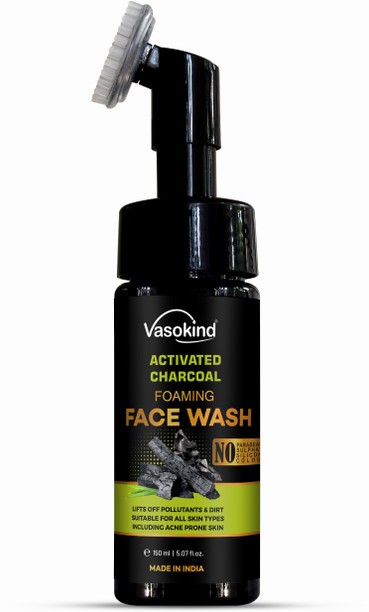 Vasokind®
ACTIVATED
CHARCOAL
FOAMING
FACE WASH
NO
LIFTS OFF POLLUTANTS & DIRT
SUITABLE FOR ALL SKIN TYPES
INCLUDING ACNE PRONE SKIN
℮ 150 ml | 5.07 fl.oz.
MADE IN INDIA